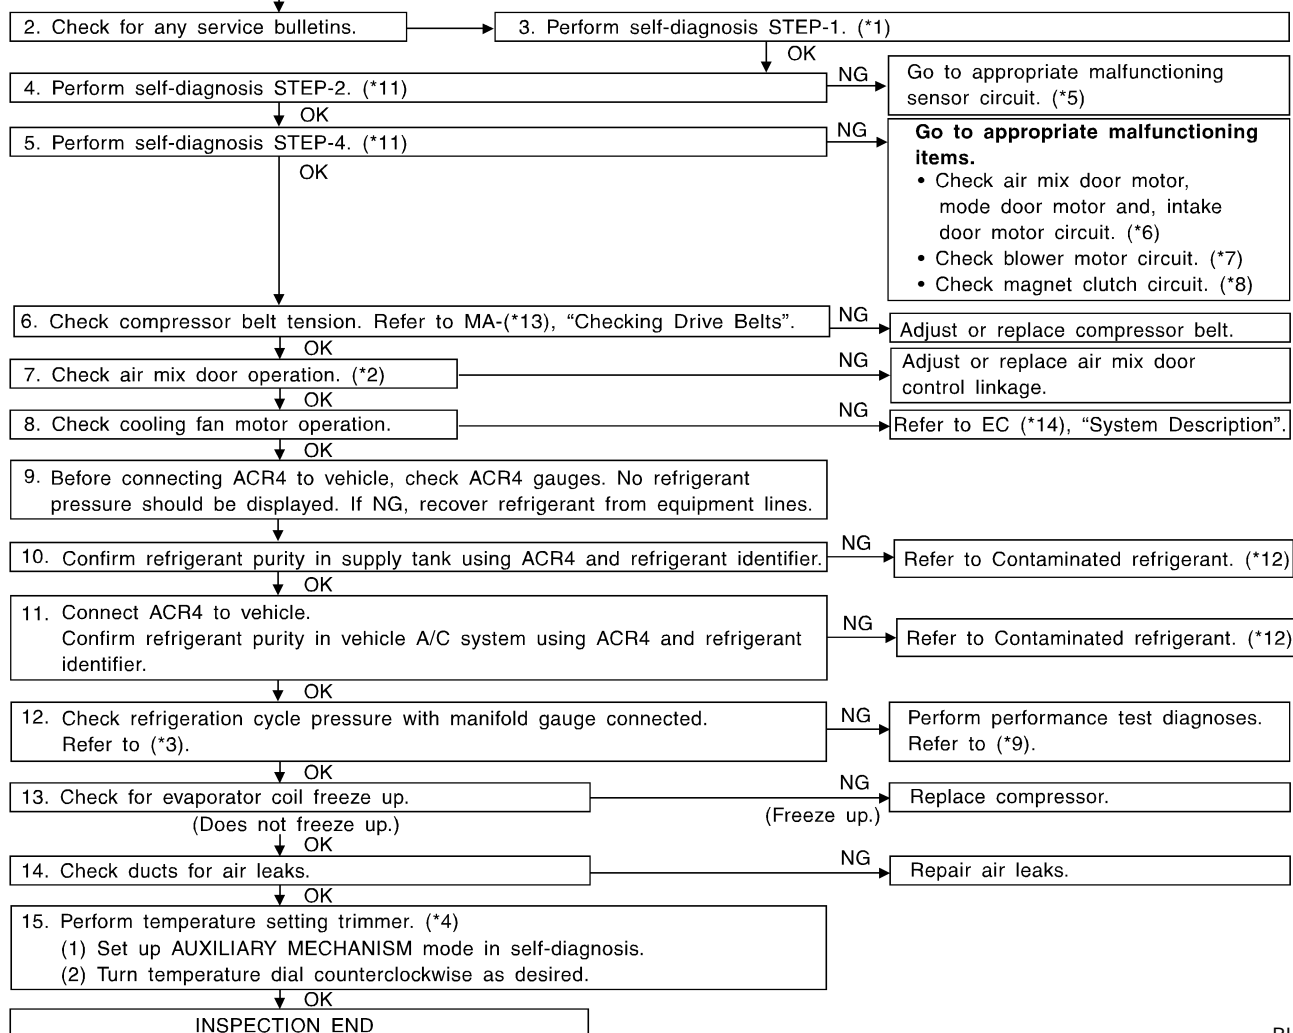 2. Check for any service bulletins.
3. Perform self-diagnosis STEP-1. (*1)
OK
4. Perform self-diagnosis STEP-2. (*11)
NG
Go to appropriate malfunctioning
sensor circuit. (*5)
OK
5. Perform self-diagnosis STEP-4. (*11)
NG
Go to appropriate malfunctioning
items.
• Check air mix door motor,
mode door motor and, intake
door motor circuit. (*6)
• Check blower motor circuit. (*7)
• Check magnet clutch circuit. (*8)
OK
6. Check compressor belt tension. Refer to MA-(*13), “Checking Drive Belts”.
NG
Adjust or replace compressor belt.
OK
7. Check air mix door operation. (*2)
NG
Adjust or replace air mix door
control linkage.
OK
8. Check cooling fan motor operation.
NG
Refer to EC (*14), “System Description”.
OK
9. Before connecting ACR4 to vehicle, check ACR4 gauges. No refrigerant
pressure should be displayed. If NG, recover refrigerant from equipment lines.
10. Confirm refrigerant purity in supply tank using ACR4 and refrigerant identifier.
NG
Refer to Contaminated refrigerant. (*12)
OK
11. Connect ACR4 to vehicle.
Confirm refrigerant purity in vehicle A/C system using ACR4 and refrigerant
identifier.
NG
Refer to Contaminated refrigerant. (*12)
OK
12. Check refrigeration cycle pressure with manifold gauge connected.
Refer to (*3).
NG
Perform performance test diagnoses.
Refer to (*9).
OK
13. Check for evaporator coil freeze up.
NG
(Freeze up.)
Replace compressor.
(Does not freeze up.)
OK
14. Check ducts for air leaks.
NG
Repair air leaks.
OK
15. Perform temperature setting trimmer. (*4)
(1) Set up AUXILIARY MECHANISM mode in self-diagnosis.
(2) Turn temperature dial counterclockwise as desired.
OK
INSPECTION END